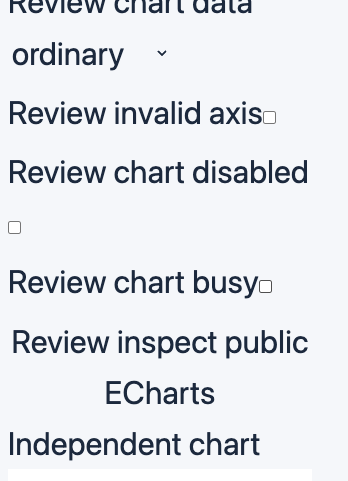 Review chart data
ordinary
Review invalid axis
Review chart disabled
Review chart busy
Review inspect public
ECharts
Independent chart